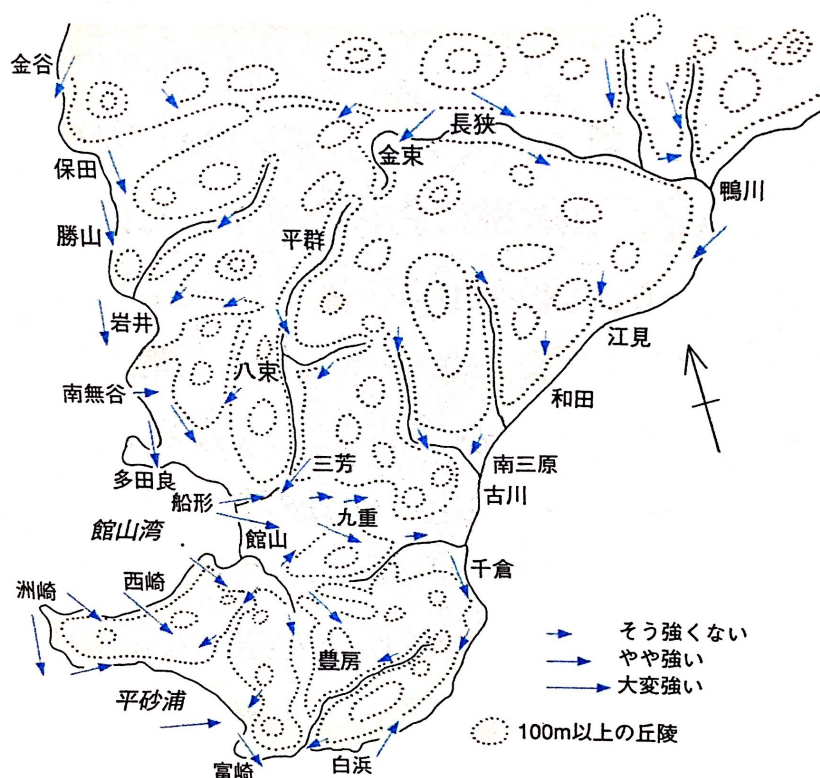 金谷
長狭
金束
保田
鴨川
勝山
平群
岩井
江見
八束
南無谷
和田
多田良
三芳
南三原
船形
古川
九重
館山湾
館山
千倉
西崎
洲崎
そう強くない
豊房
やや強い
大変強い
平砂浦
100m以上の丘陵
白浜
富崎